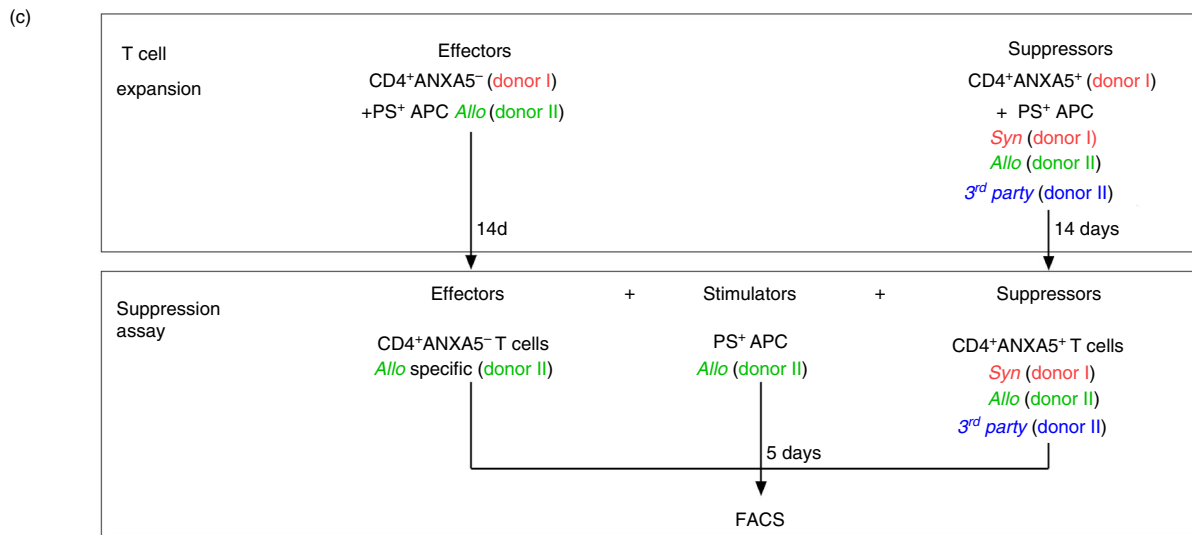 (c)
T cell
expansion
Effectors
CD4⁺ANXA5⁻ (donor I)
+PS⁺ APC Allo (donor II)
14d
Suppressors
CD4⁺ANXA5⁺ (donor I)
+ PS⁺ APC
Syn (donor I)
Allo (donor II)
3ʳᵈ party (donor II)
14 days
Suppression
assay
Effectors + Stimulators + Suppressors
CD4⁺ANXA5⁻ T cells
Allo specific (donor II)
PS⁺ APC
Allo (donor II)
CD4⁺ANXA5⁺ T cells
Syn (donor I)
Allo (donor II)
3ʳᵈ party (donor II)
5 days
FACS